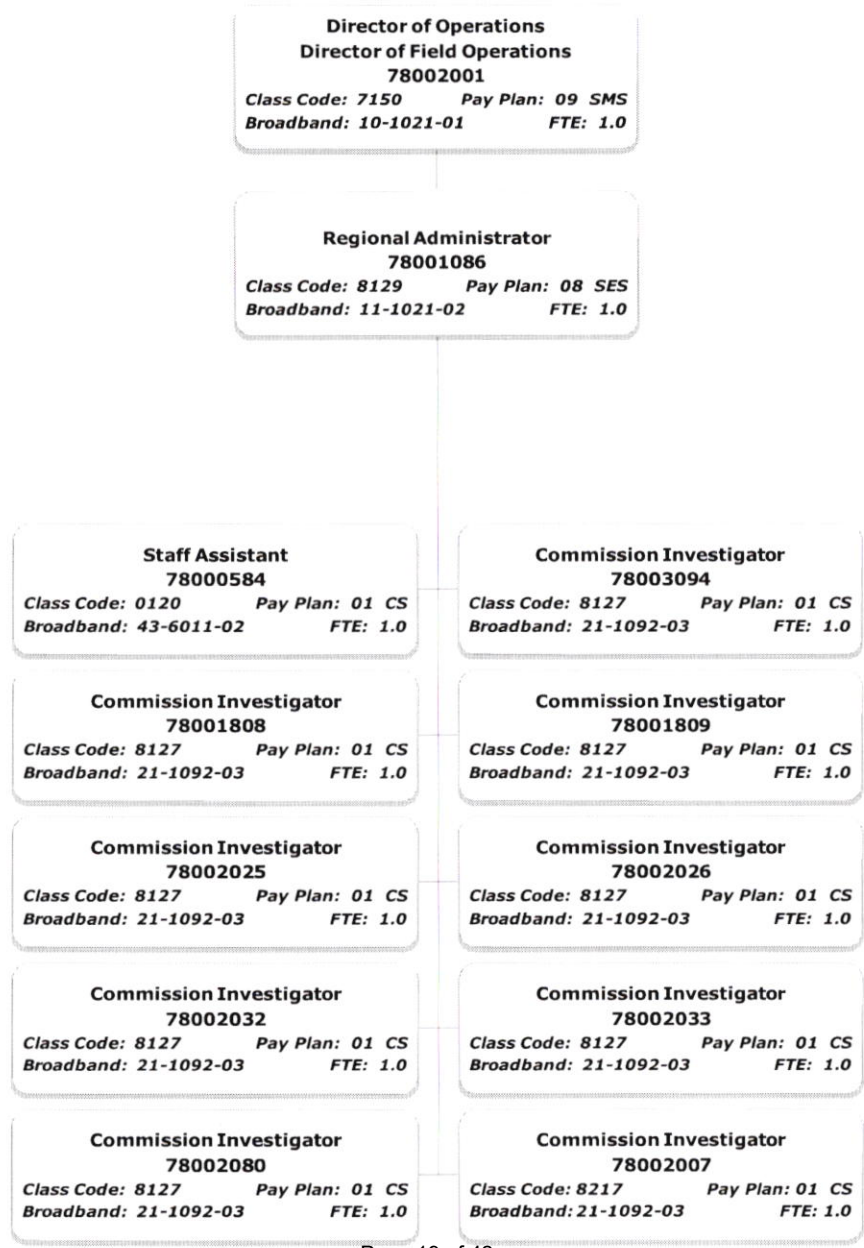 Director of Operations
Director of Field Operations
78002001
Class Code: 7150 Pay Plan: 09 SMS
Broadband: 10-1021-01 FTE: 1.0
Regional Administrator
78001086
Class Code: 8129 Pay Plan: 08 SES
Broadband: 11-1021-02 FTE: 1.0
Staff Assistant
78000584
Class Code: 0120 Pay Plan: 01 CS
Broadband: 43-6011-02 FTE: 1.0
Commission Investigator
78003094
Class Code: 8127 Pay Plan: 01 CS
Broadband: 21-1092-03 FTE: 1.0
Commission Investigator
78001808
Class Code: 8127 Pay Plan: 01 CS
Broadband: 21-1092-03 FTE: 1.0
Commission Investigator
78001809
Class Code: 8127 Pay Plan: 01 CS
Broadband: 21-1092-03 FTE: 1.0
Commission Investigator
78002025
Class Code: 8127 Pay Plan: 01 CS
Broadband: 21-1092-03 FTE: 1.0
Commission Investigator
78002026
Class Code: 8127 Pay Plan: 01 CS
Broadband: 21-1092-03 FTE: 1.0
Commission Investigator
78002032
Class Code: 8127 Pay Plan: 01 CS
Broadband: 21-1092-03 FTE: 1.0
Commission Investigator
78002033
Class Code: 8127 Pay Plan: 01 CS
Broadband: 21-1092-03 FTE: 1.0
Commission Investigator
78002080
Class Code: 8127 Pay Plan: 01 CS
Broadband: 21-1092-03 FTE: 1.0
Commission Investigator
78002007
Class Code: 8217 Pay Plan: 01 CS
Broadband: 21-1092-03 FTE: 1.0